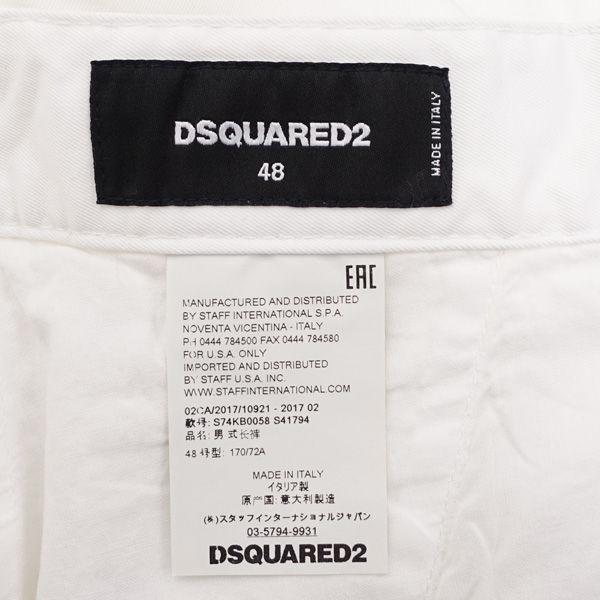 DSQUARED2
48
MADE IN ITALY
EAC
MANUFACTURED AND DISTRIBUTED
BY STAFF INTERNATIONAL S.P.A.
NOVENTA VICENTINA - ITALY
PH 0444 784500 FAX 0444 784580
FOR U.S.A. ONLY
IMPORTED AND DISTRIBUTED
BY STAFF U.S.A. INC.
WWW.STAFFINTERNATIONAL.COM
02CA/2017/10921 - 2017 02
款号: S74KB0058 S41794
品名: 男式长裤
48 号型: 170/72A
MADE IN ITALY
イタリア製
原产国: 意大利製造
(株)スタッフインターナショナルジャパン
03-5794-9931
DSQUARED2